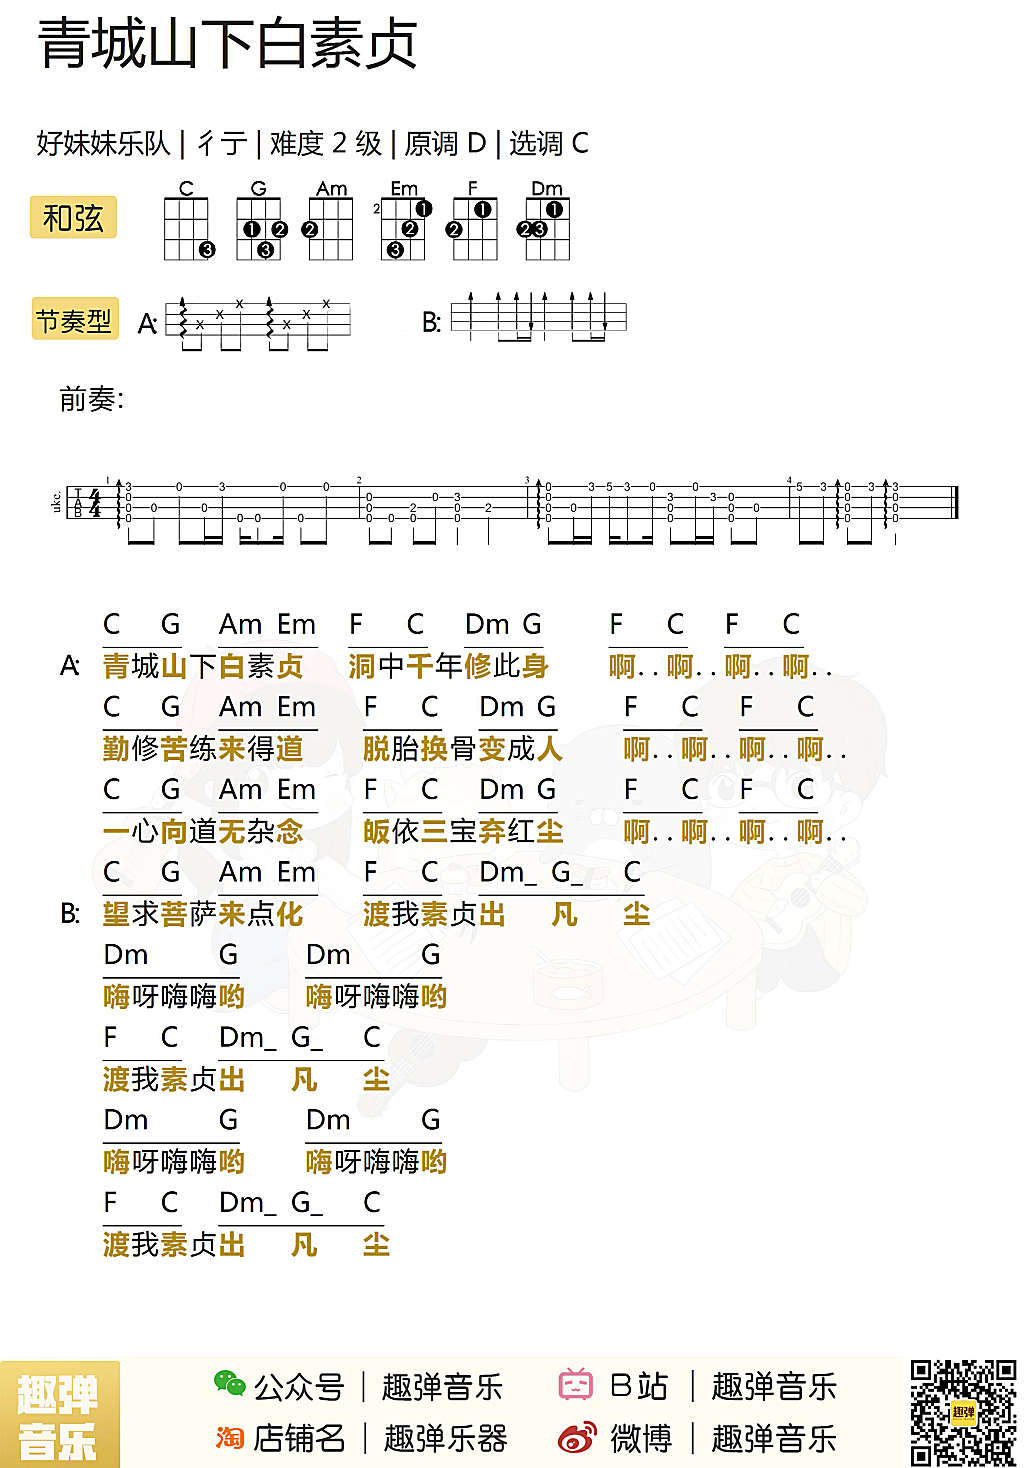 青城山下白素贞
好妹妹乐队 | 彳亍 | 难度 2 级 | 原调 D | 选调 C
和弦 C G Am Em F Dm
2
节奏型 A: B:
前奏:
C G Am Em F C Dm G F C F C
A: 青城山下白素贞 洞中千年修此身 啊..啊..啊..啊..
C G Am Em F C Dm G F C F C
勤修苦练来得道 脱胎换骨变成人 啊..啊..啊..啊..
C G Am Em F C Dm G F C F C
一心向道无杂念 皈依三宝弃红尘 啊..啊..啊..啊..
C G Am Em F C Dm_ G_ C
B: 望求菩萨来点化 渡我素贞出 凡 尘
Dm G Dm G
嗨呀嗨嗨哟 嗨呀嗨嗨哟
F C Dm_ G_ C
渡我素贞出 凡 尘
Dm G Dm G
嗨呀嗨嗨哟 嗨呀嗨嗨哟
F C Dm_ G_ C
渡我素贞出 凡 尘
趣弹音乐
公众号 | 趣弹音乐 B站 | 趣弹音乐
淘 店铺名 | 趣弹乐器 微博 | 趣弹音乐
趣弹